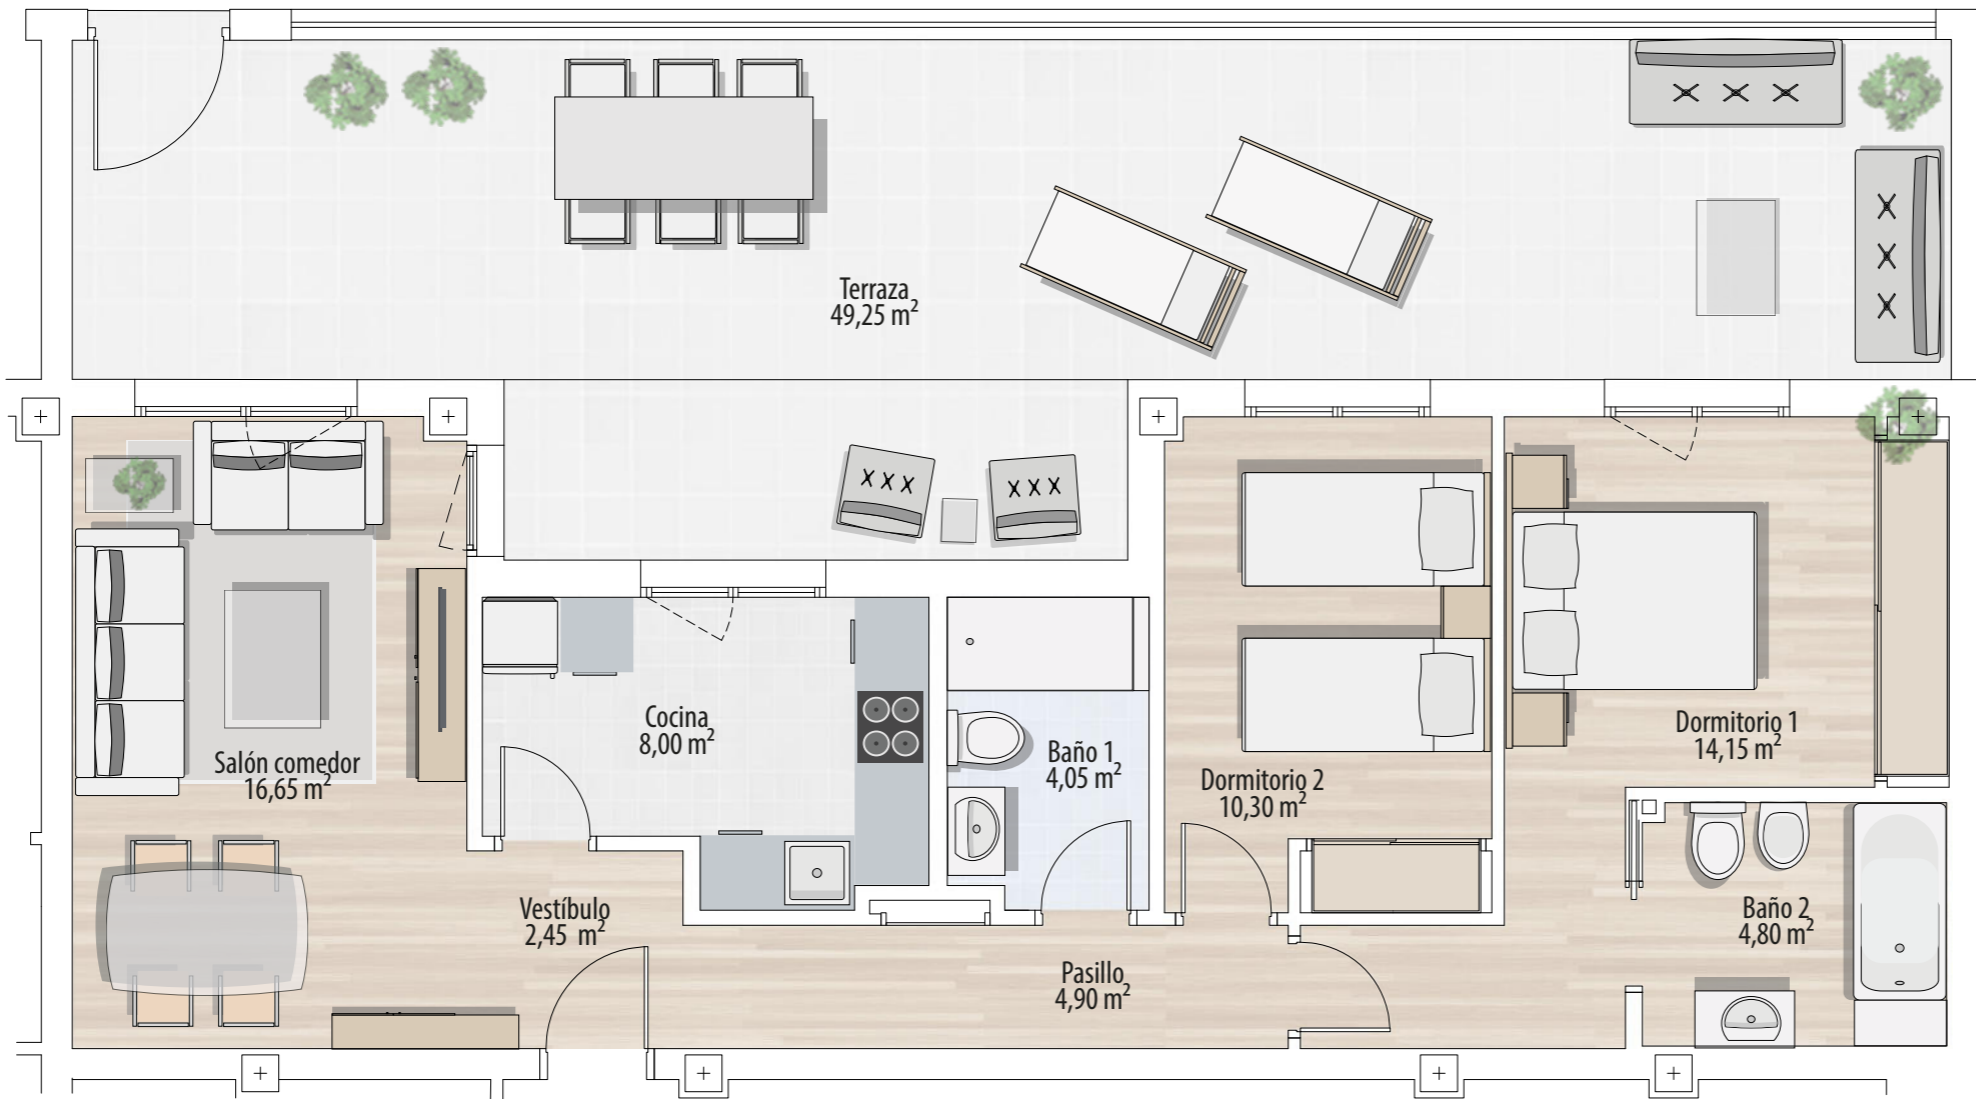 Terraza
49,25 m²
Salón comedor
16,65 m²
Cocina
8,00 m²
Baño 1
4,05 m²
Dormitorio 2
10,30 m²
Dormitorio 1
14,15 m²
Vestíbulo
2,45 m²
Pasillo
4,90 m²
Baño 2
4,80 m²